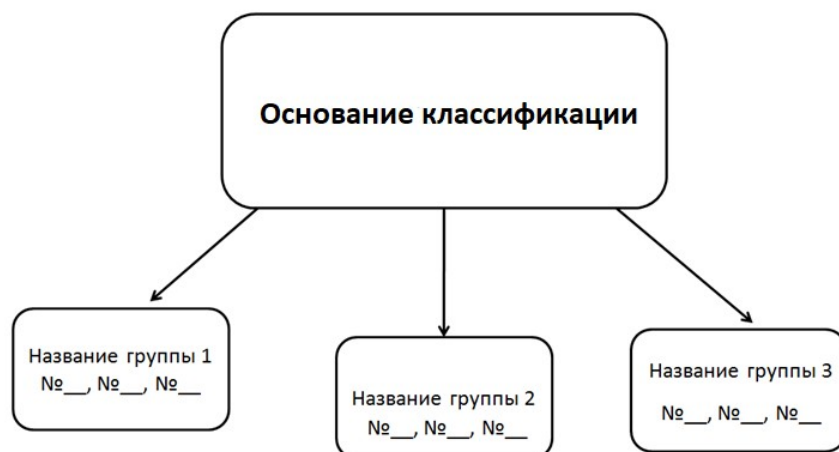 Основание классификации
Название группы 1
№__, №__, №__
Название группы 2
№__, №__, №__
Название группы 3
№__, №__, №__